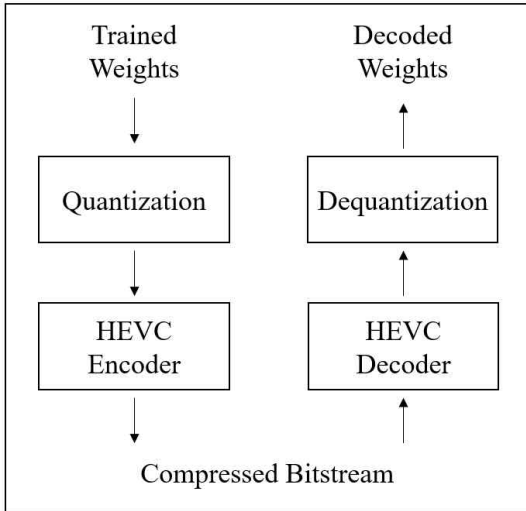 Trained
Weights
Decoded
Weights
Quantization
Dequantization
HEVC
Encoder
HEVC
Decoder
Compressed Bitstream